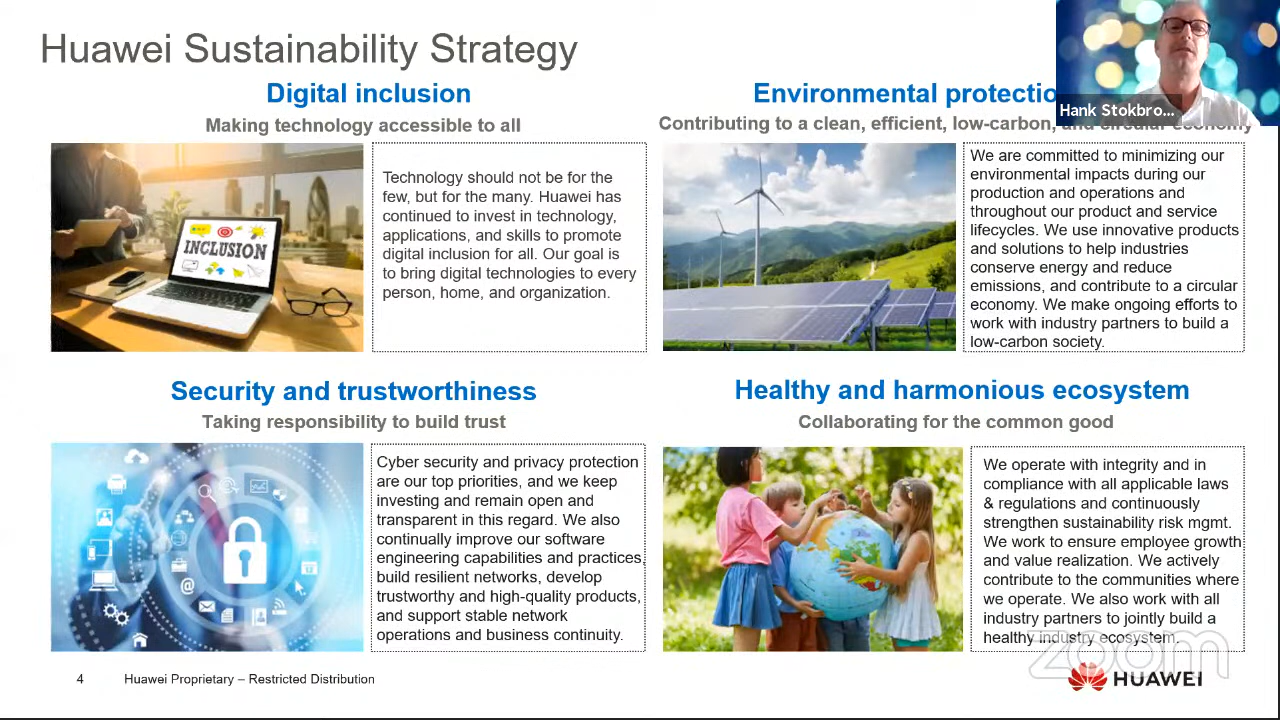 Huawei Sustainability Strategy
Digital inclusion
Making technology accessible to all
INCLUSION
Technology should not be for the
few, but for the many. Huawei has
continued to invest in technology,
applications, and skills to promote
digital inclusion for all. Our goal is
to bring digital technologies to every
person, home, and organization.
Environmental protectio
Contributing to a clean, efficient, low-carbon, and circular economy
Hank Stokbro...
We are committed to minimizing our
environmental impacts during our
production and operations and
throughout our product and service
lifecycles. We use innovative products
and solutions to help industries
conserve energy and reduce
emissions, and contribute to a circular
economy. We make ongoing efforts to
work with industry partners to build a
low-carbon society.
Security and trustworthiness
Taking responsibility to build trust
Cyber security and privacy protection
are our top priorities, and we keep
investing and remain open and
transparent in this regard. We also
continually improve our software
engineering capabilities and practices,
build resilient networks, develop
trustworthy and high-quality products,
and support stable network
operations and business continuity.
Healthy and harmonious ecosystem
Collaborating for the common good
We operate with integrity and in
compliance with all applicable laws
& regulations and continuously
strengthen sustainability risk mgmt.
We work to ensure employee growth
and value realization. We actively
contribute to the communities where
we operate. We also work with all
industry partners to jointly build a
healthy industry ecosystem.
4
Huawei Proprietary – Restricted Distribution
zoom
HUAWEI